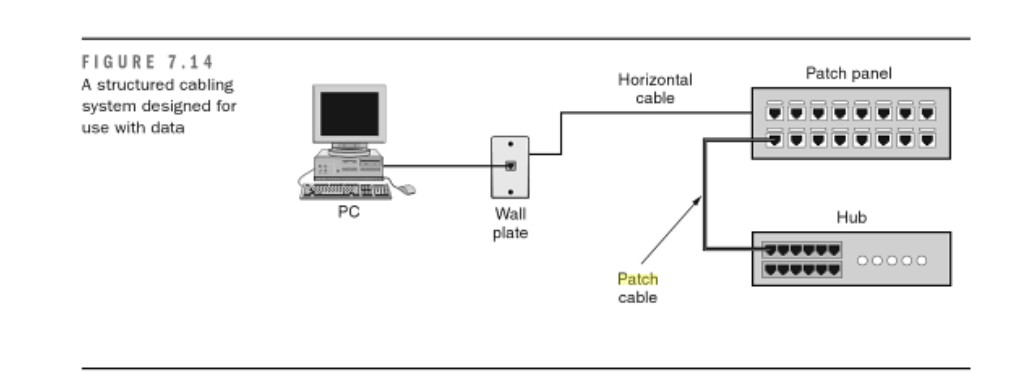 FIGURE 7.14
A structured cabling
system designed for
use with data
Horizontal
cable
Patch panel
PC
Wall
plate
Hub
Patch
cable